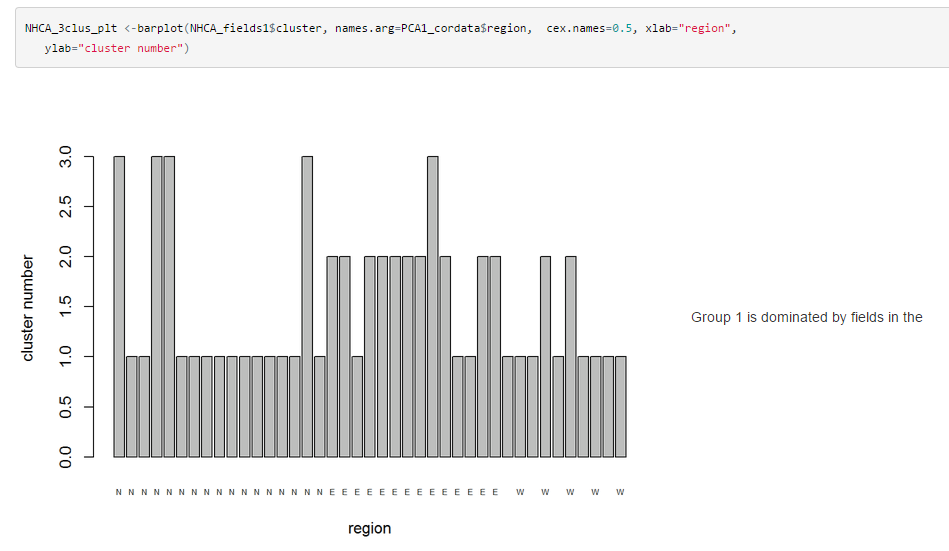 NHCA_3clus_plt <-barplot(NHCA_fields1$cluster, names.arg=PCA1_cordata$region,  cex.names=0.5, xlab="region",
ylab="cluster number")
3.0
2.5
2.0
1.5
1.0
0.5
0.0
cluster number
Group 1 is dominated by fields in the
N N N N N N N N N N N N N N N N N E E E E E E E E E E E E E E W W W W W
region